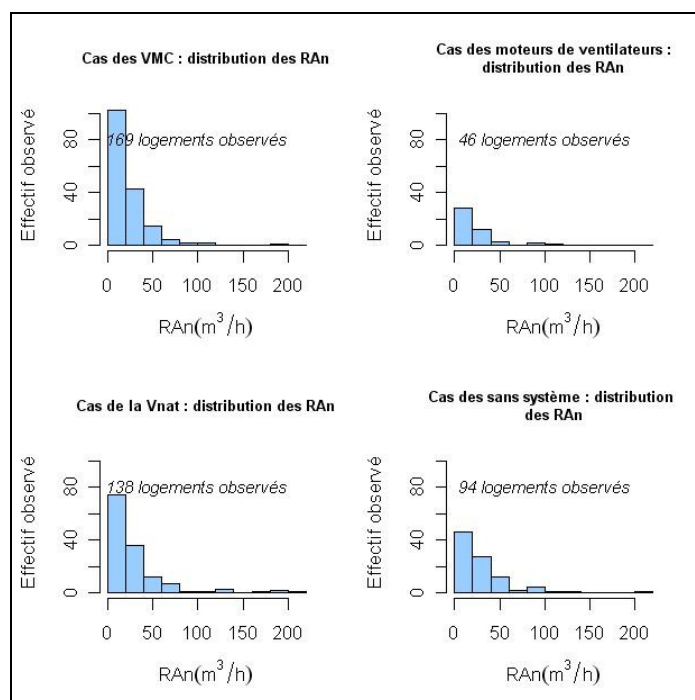 Cas des VMC : distribution des RAn
Effectif observé
80
40
0
169 logements observés
0 50 100 150 200
RAn(m³/h)
Cas des moteurs de ventilateurs :
distribution des RAn
Effectif observé
80
40
0
46 logements observés
0 50 100 150 200
RAn(m³/h)
Cas de la Vnat : distribution des RAn
Effectif observé
80
40
0
138 logements observés
0 50 100 150 200
RAn(m³/h)
Cas des sans système : distribution
des RAn
Effectif observé
80
40
0
94 logements observés
0 50 100 150 200
RAn(m³/h)